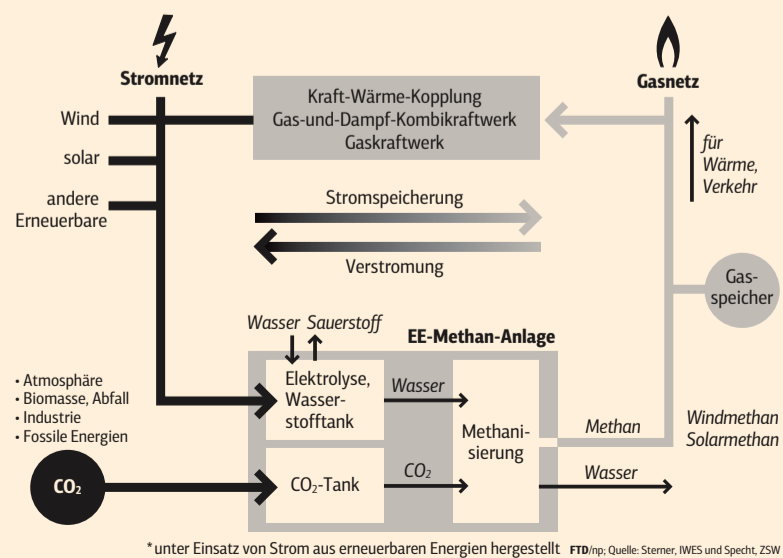 Stromnetz
Gasnetz
Kraft-Wärme-Kopplung
Gas-und-Dampf-Kombikraftwerk
Gaskraftwerk
Wind
solar
andere
Erneuerbare
für
Wärme,
Verkehr
Stromspeicherung
Verstromung
Gas-
speicher
Wasser Sauerstoff
EE-Methan-Anlage
Elektrolyse,
Wasser-
stofftank
Wasser
• Atmosphäre
• Biomasse, Abfall
• Industrie
• Fossile Energien
Methani-
sierung
Methan
Windmethan
Solarmethan
CO₂
CO₂-Tank
CO₂
Wasser
* unter Einsatz von Strom aus erneuerbaren Energien hergestellt FTD/np; Quelle: Sterner, IWES und Specht, ZSW